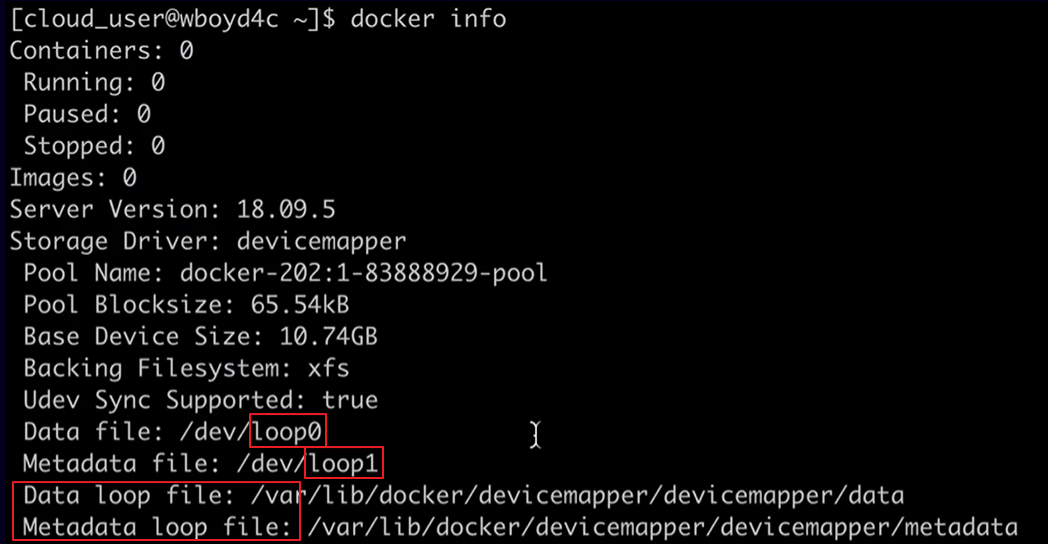 [cloud_user@wboyd4c ~]$ docker info
Containers: 0
Running: 0
Paused: 0
Stopped: 0
Images: 0
Server Version: 18.09.5
Storage Driver: devicemapper
Pool Name: docker-202:1-83888929-pool
Pool Blocksize: 65.54kB
Base Device Size: 10.74GB
Backing Filesystem: xfs
Udev Sync Supported: true
Data file: /dev/loop0
Metadata file: /dev/loop1
Data loop file: /var/lib/docker/devicemapper/devicemapper/data
Metadata loop file: /var/lib/docker/devicemapper/devicemapper/metadata